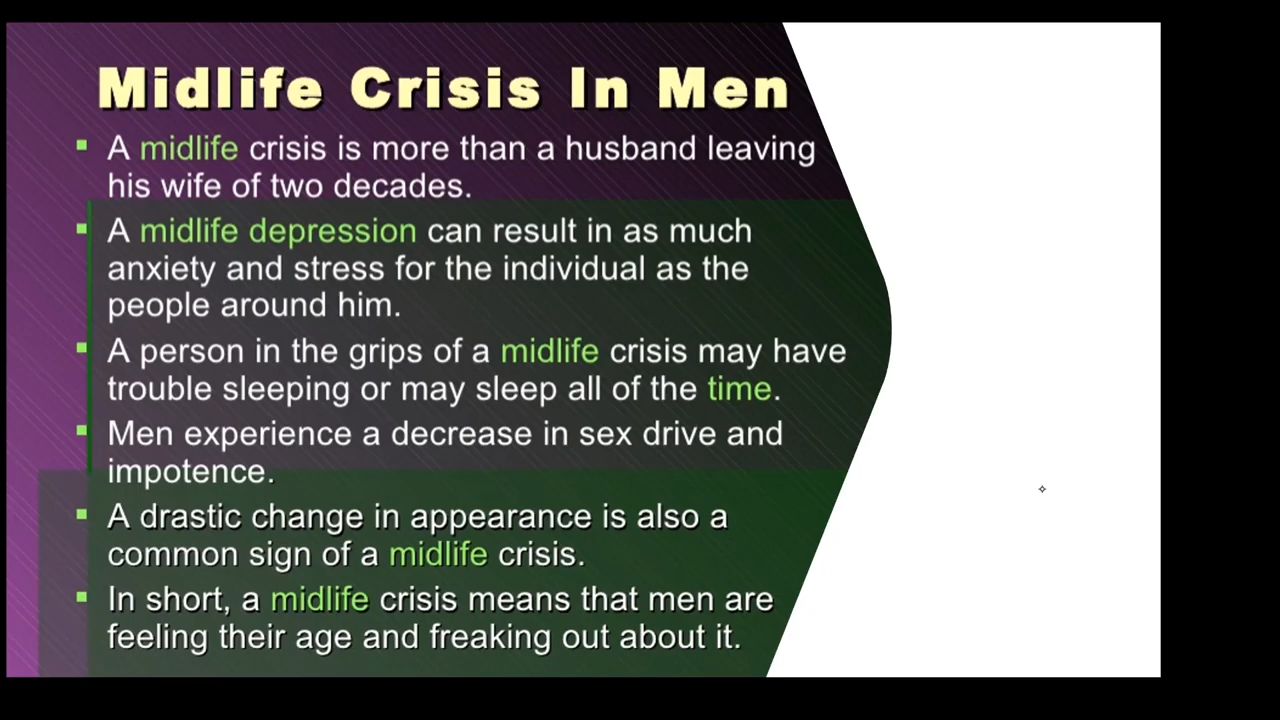 Midlife Crisis In Men
A midlife crisis is more than a husband leaving
his wife of two decades.
A midlife depression can result in as much
anxiety and stress for the individual as the
people around him.
A person in the grips of a midlife crisis may have
trouble sleeping or may sleep all of the time.
Men experience a decrease in sex drive and
impotence.
A drastic change in appearance is also a
common sign of a midlife crisis.
In short, a midlife crisis means that men are
feeling their age and freaking out about it.